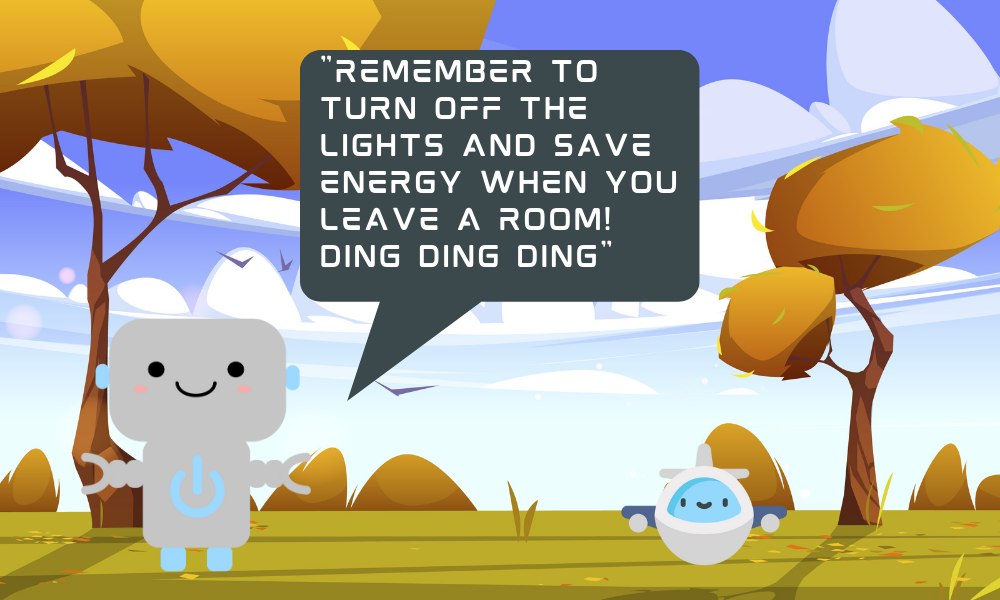 "REMEMBER TO
TURN OFF THE
LIGHTS AND SAVE
ENERGY WHEN YOU
LEAVE A ROOM!
DING DING DING"